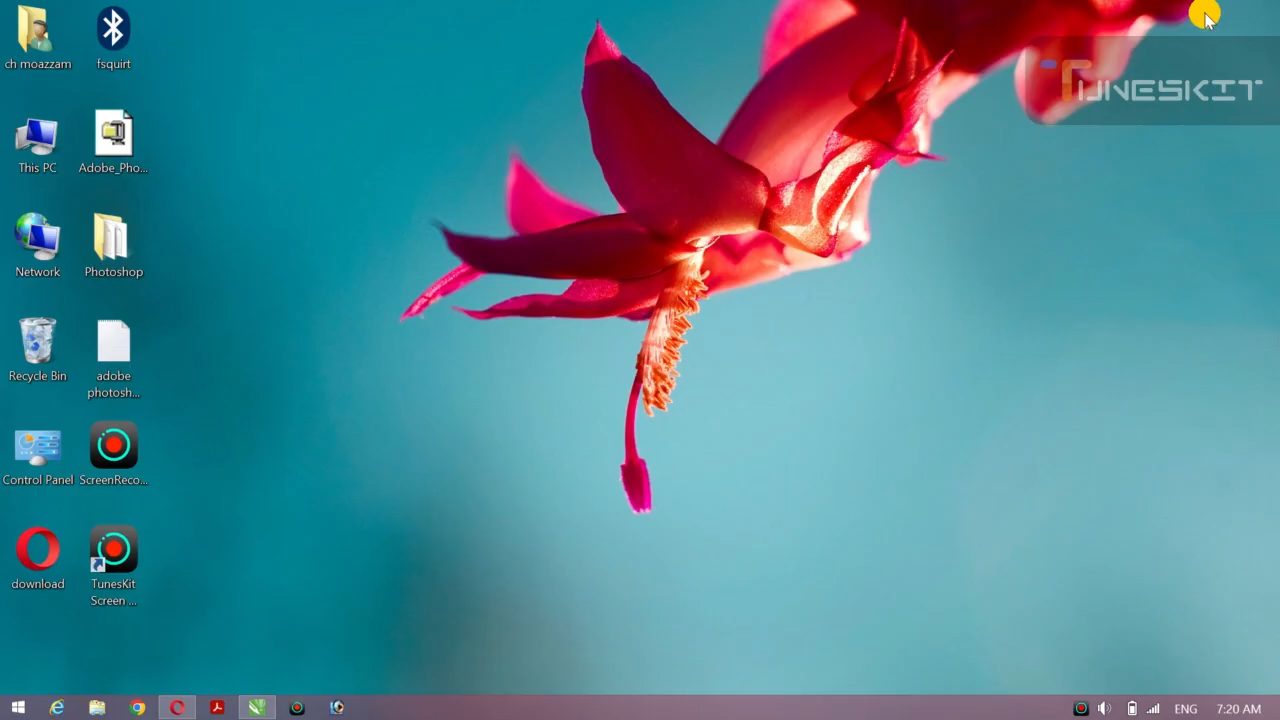 ch moazzam
fsquirt
TUNESKIT
This PC
Adobe_Pho...
Network
Photoshop
Recycle Bin
adobe
photosh...
Control Panel
ScreenReco...
download
TunesKit
Screen ...
ENG
7:20 AM